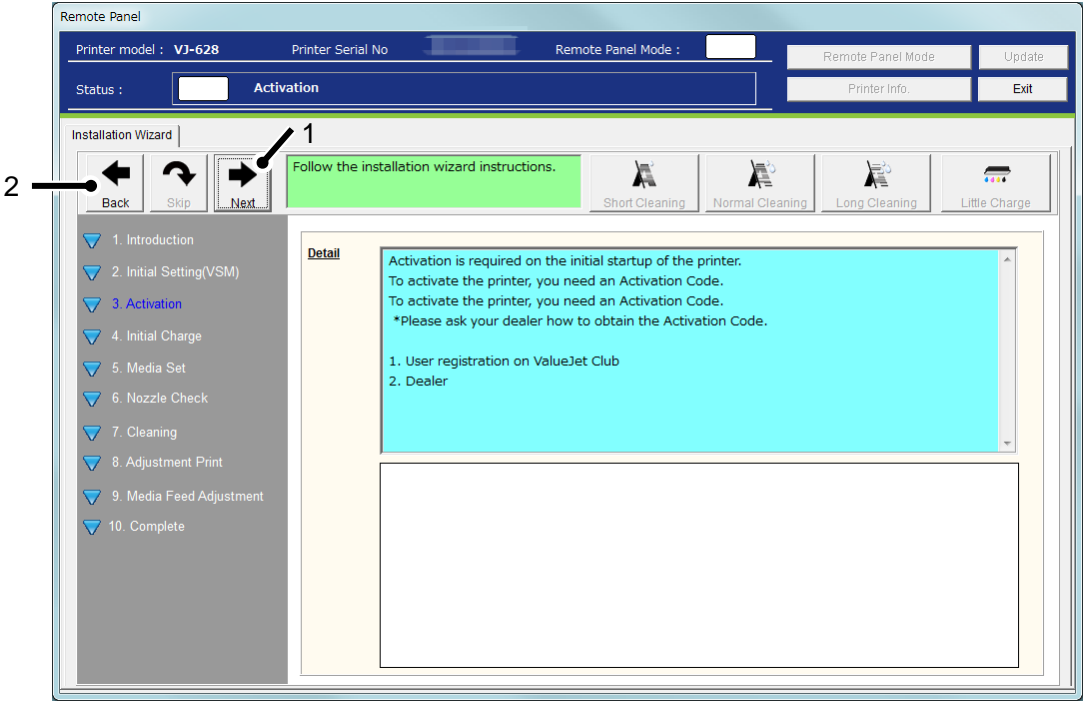 Remote Panel
Printer model : VJ-628 Printer Serial No Remote Panel Mode :
Remote Panel Mode Update
Status : Activation
Printer Info. Exit
Installation Wizard
1
2
Back Skip Next
Follow the installation wizard instructions.
Short Cleaning Normal Cleaning Long Cleaning Little Charge
1. Introduction
2. Initial Setting(VSM)
3. Activation
4. Initial Charge
5. Media Set
6. Nozzle Check
7. Cleaning
8. Adjustment Print
9. Media Feed Adjustment
10. Complete
Detail
Activation is required on the initial startup of the printer.
To activate the printer, you need an Activation Code.
To activate the printer, you need an Activation Code.
*Please ask your dealer how to obtain the Activation Code.
1. User registration on ValueJet Club
2. Dealer